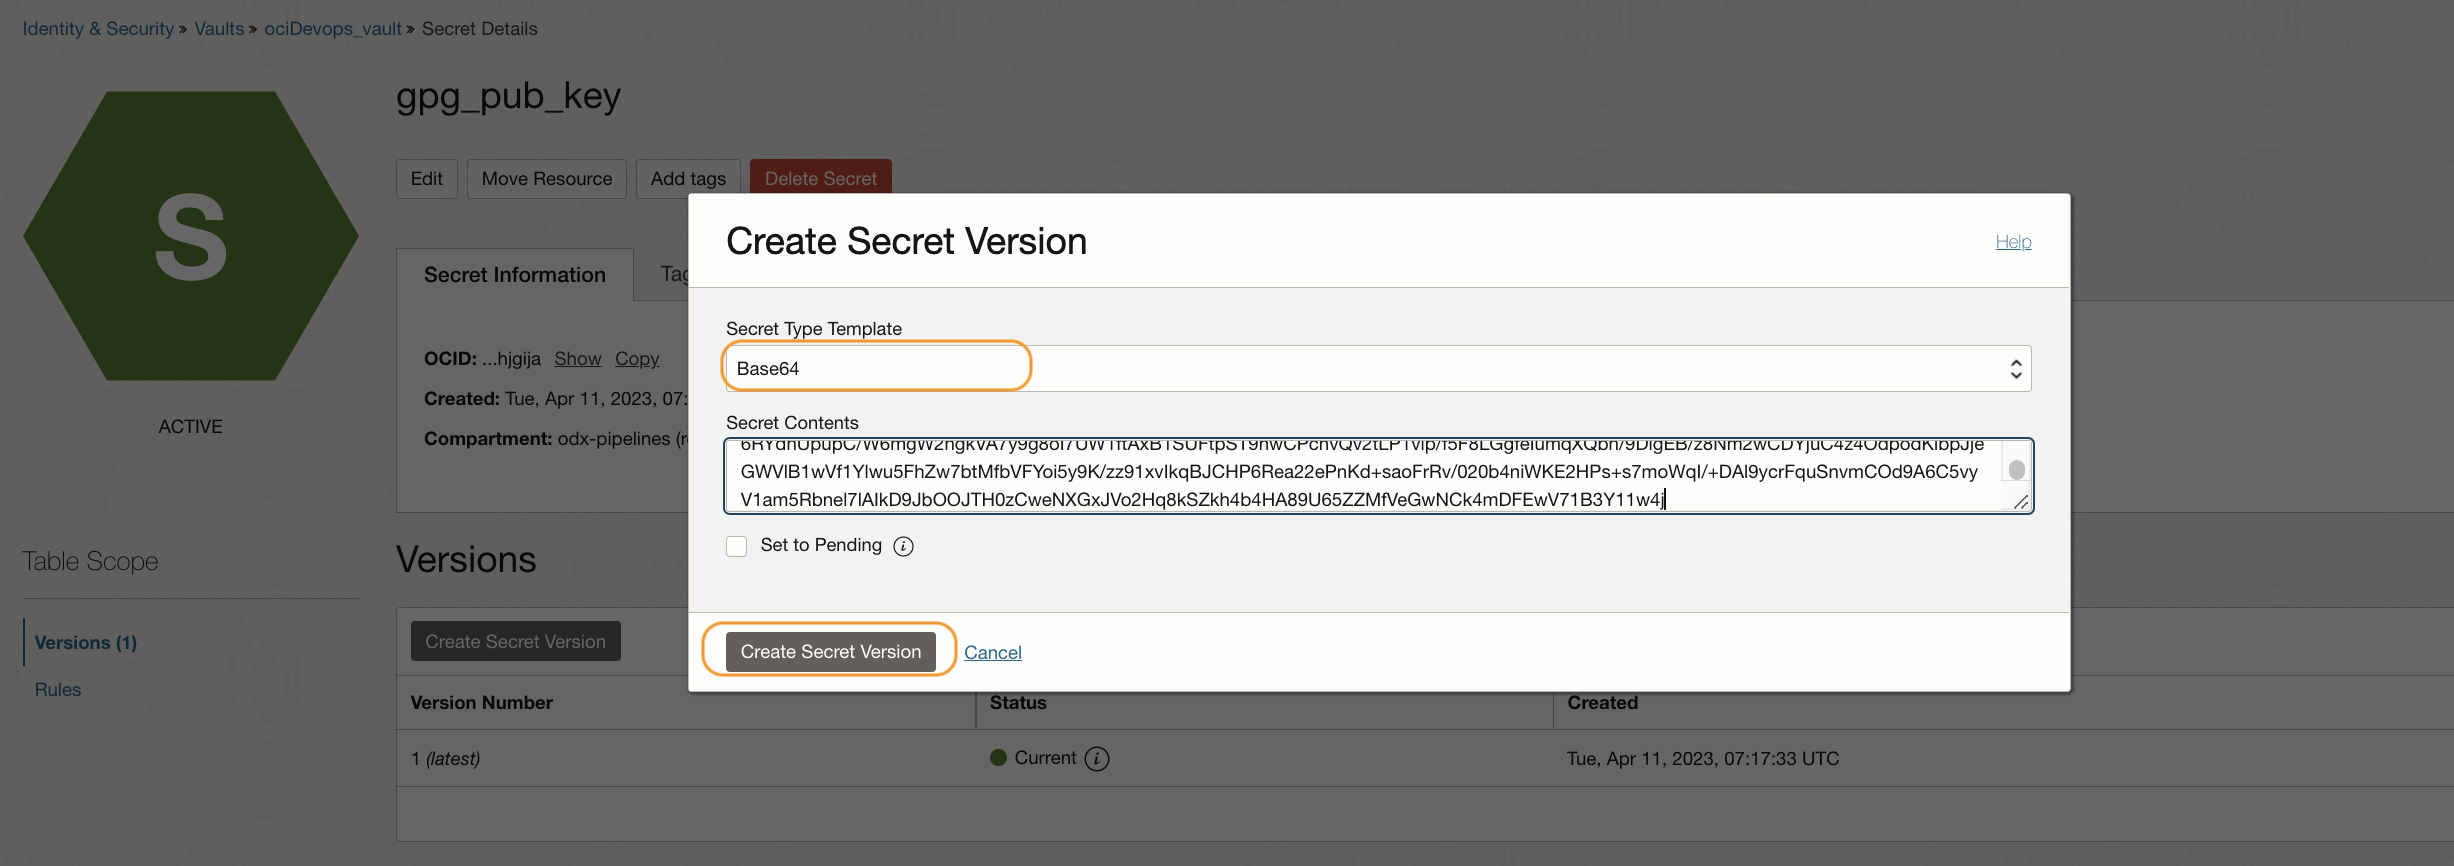 Identity & Security » Vaults » ociDevops_vault » Secret Details
S
ACTIVE
gpg_pub_key
Edit
Move Resource
Add tags
Delete Secret
Secret Information
OCID: ...hjgija Show Copy
Created: Tue, Apr 11, 2023, 07:
Compartment: odx-pipelines
Create Secret Version
Help
Secret Type Template
Base64
Secret Contents
GWVlB1wVf1Ylwu5FhZw7btMfbVFYoi5y9K/zz91xvIkqBJCHP6Rea22ePnKd+saoFrRv/020b4niWKE2HPs+s7moWqI/+DAl9ycrFquSnvmCOd9A6C5vy
V1am5Rbnel7lAIkD9JbOOJTH0zCweNXGxJVo2Hq8kSZkh4b4HA89U65ZZMfVeGwNCk4mDFEwV71B3Y11w4j
Set to Pending
Create Secret Version
Cancel
Table Scope
Versions (1)
Rules
Versions
Create Secret Version
Version Number
Status
Created
1 (latest)
Current
Tue, Apr 11, 2023, 07:17:33 UTC